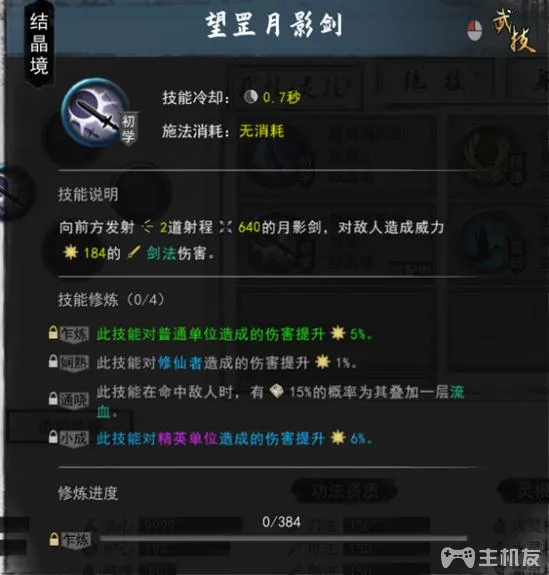 结晶境
望罡月影剑
武技
初学
技能冷却：0.7秒
施法消耗：无消耗
技能说明
向前方发射 2道射程 640的月影剑，对敌人造成威力
184的 剑法伤害。
技能修炼（0/4）
乍炼 此技能对普通单位造成的伤害提升 5%。
娴熟 此技能对修仙者造成的伤害提升 1%。
通晓 此技能在命中敌人时，有 15%的概率为其叠加一层流
血。
小成 此技能对精英单位造成的伤害提升 6%。
修炼进度
功法资质
灵根
0/384
乍炼
主机友